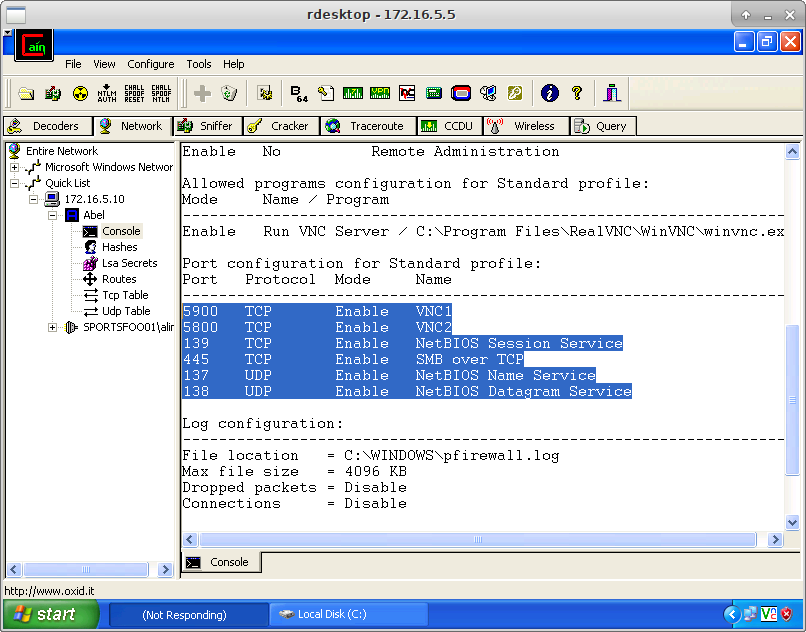 rdesktop - 172.16.5.5
Caín
File View Configure Tools Help
NTLM AUTH
CHALL SPOOF RESET
CHALL SPOOF NTLM
B 64
Decoders Network Sniffer Cracker Traceroute CCDU Wireless Query
Entire Network
Microsoft Windows Networ
Quick List
172.16.5.10
Abel
Console
Hashes
Lsa Secrets
Routes
Tcp Table
Udp Table
SPORTSFOO01\alir
Enable No Remote Administration
Allowed programs configuration for Standard profile:
Mode Name / Program
-------------------------------------------------------------------
Enable Run VNC Server / C:\Program Files\RealVNC\WinVNC\winvnc.ex
Port configuration for Standard profile:
Port Protocol Mode Name
-------------------------------------------------------------------
5900 TCP Enable VNC1
5800 TCP Enable VNC2
139 TCP Enable NetBIOS Session Service
445 TCP Enable SMB over TCP
137 UDP Enable NetBIOS Name Service
138 UDP Enable NetBIOS Datagram Service
Log configuration:
-------------------------------------------------------------------
File location = C:\WINDOWS\pfirewall.log
Max file size = 4096 KB
Dropped packets = Disable
Connections = Disable
Console
http://www.oxid.it
start (Not Responding) Local Disk (C:)